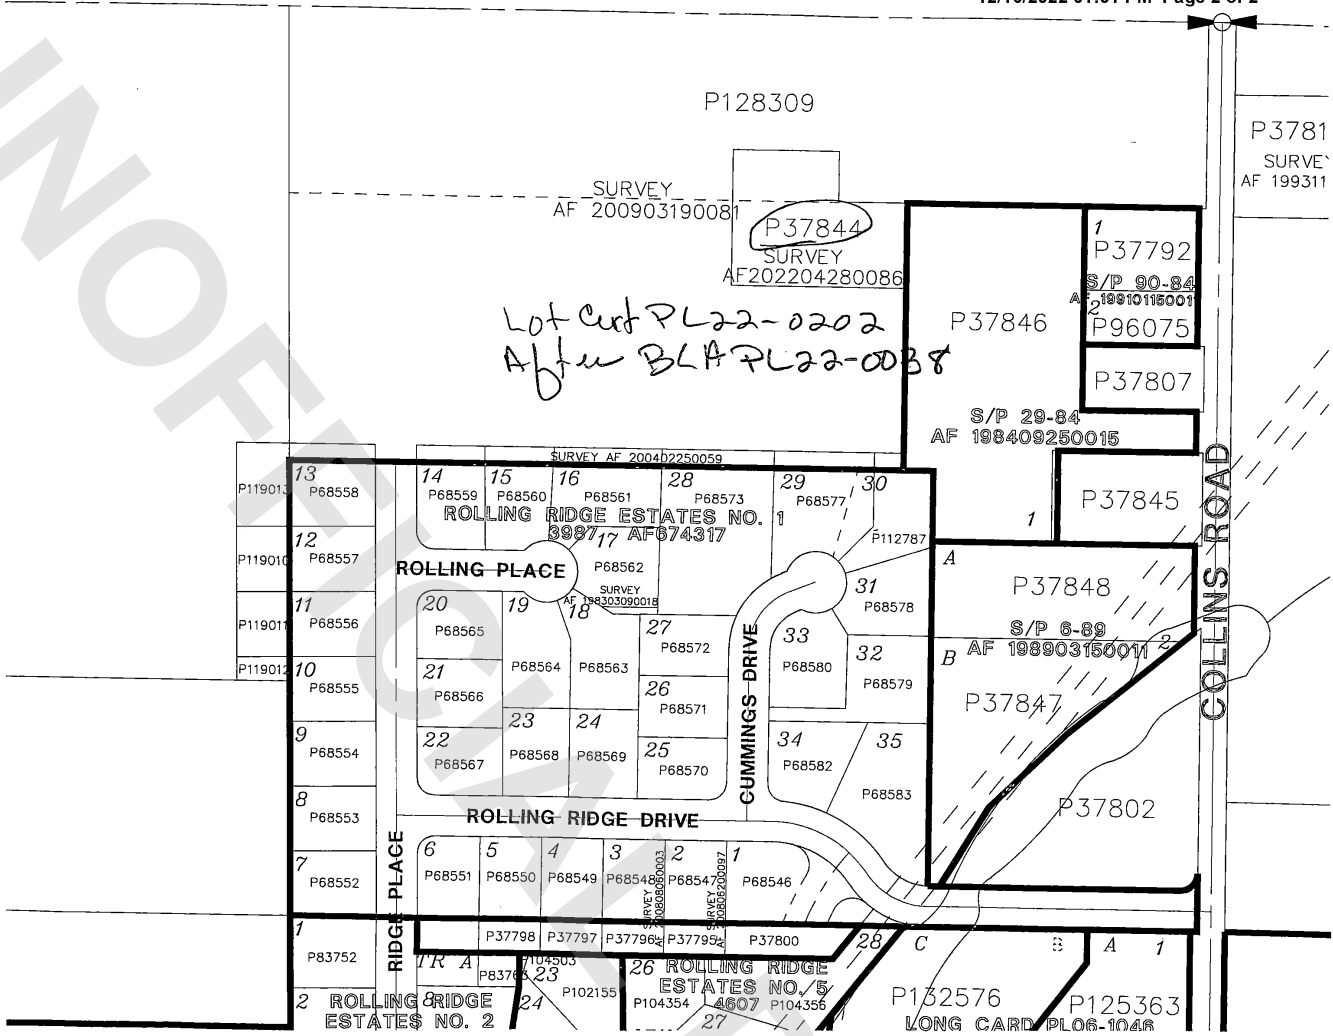 P128309
P3781
SURVEY
AF 199311
SURVEY
AF 200903190081
P37844
SURVEY
AF202204280086
1
P37792
S/P 90-84
2
P96075
P37846
P37807
Lot Cert PL22-0202
After BLA PL22-0038
S/P 29-84
AF 198409250015
P37845
1
COLLINS ROAD
SURVEY AF 200402250059
13
P68558
14
P68559
15
P68560
16
P68561
28
P68573
29
P68577
30
P112787
ROLLING RIDGE ESTATES NO. 1
3987 AF674317
P119013
12
P68557
P119010
ROLLING PLACE
17
P68562
SURVEY
AF 198303090018
11
P68556
P119011
P119012
10
P68555
20
P68565
19
P68564
18
P68563
27
P68572
31
P68578
33
P68580
32
P68579
21
P68566
26
P68571
CUMMINGS DRIVE
9
P68554
22
P68567
23
P68568
24
P68569
25
P68570
34
P68582
35
P68583
8
P68553
ROLLING RIDGE DRIVE
A
P37848
S/P 6-89
AF 198903150011
2
B
P37847
P37802
7
P68552
RIDGE PLACE
6
P68551
5
P68550
4
P68549
3
P68548
SURVEY
AF 200808060003
2
P68547
SURVEY
AF 200806200097
1
P68546
1
P83752
P37798
P37797
P37796
P37795
P37800
28
C
B
A
1
TR A
P104503
23
P102155
26
ROLLING RIDGE
ESTATES NO. 5
4607
P104354
P104356
27
P132576
P125363
LONG CARD PL06-1046
2
ROLLING RIDGE
ESTATES NO. 2
8
24